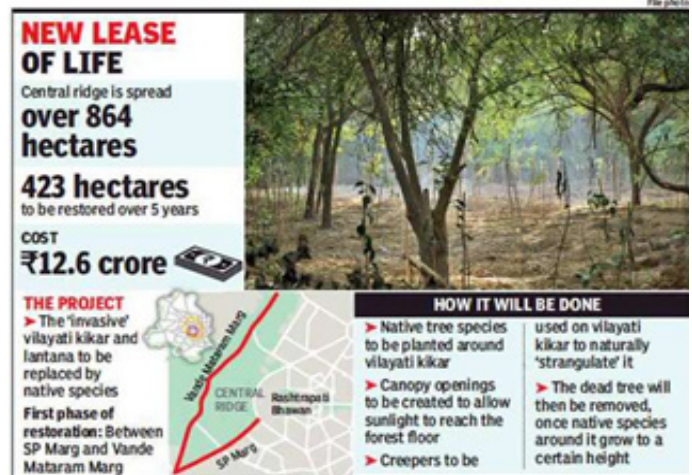 File photo
NEW LEASE
OF LIFE
Central ridge is spread
over 864
hectares
423 hectares
to be restored over 5 years
COST
₹12.6 crore
THE PROJECT
➤ The 'invasive'
vilayati kikar and
lantana to be
replaced by
native species
First phase of
restoration: Between
SP Marg and Vande
Mataram Marg
Vande Mataram Marg
CENTRAL
RIDGE
Rashtrapati
Bhawan
SP Marg
HOW IT WILL BE DONE
➤ Native tree species
to be planted around
vilayati kikar
➤ Canopy openings
to be created to allow
sunlight to reach the
forest floor
➤ Creepers to be
used on vilayati
kikar to naturally
'strangulate' it
➤ The dead tree will
then be removed,
once native species
around it grow to a
certain height